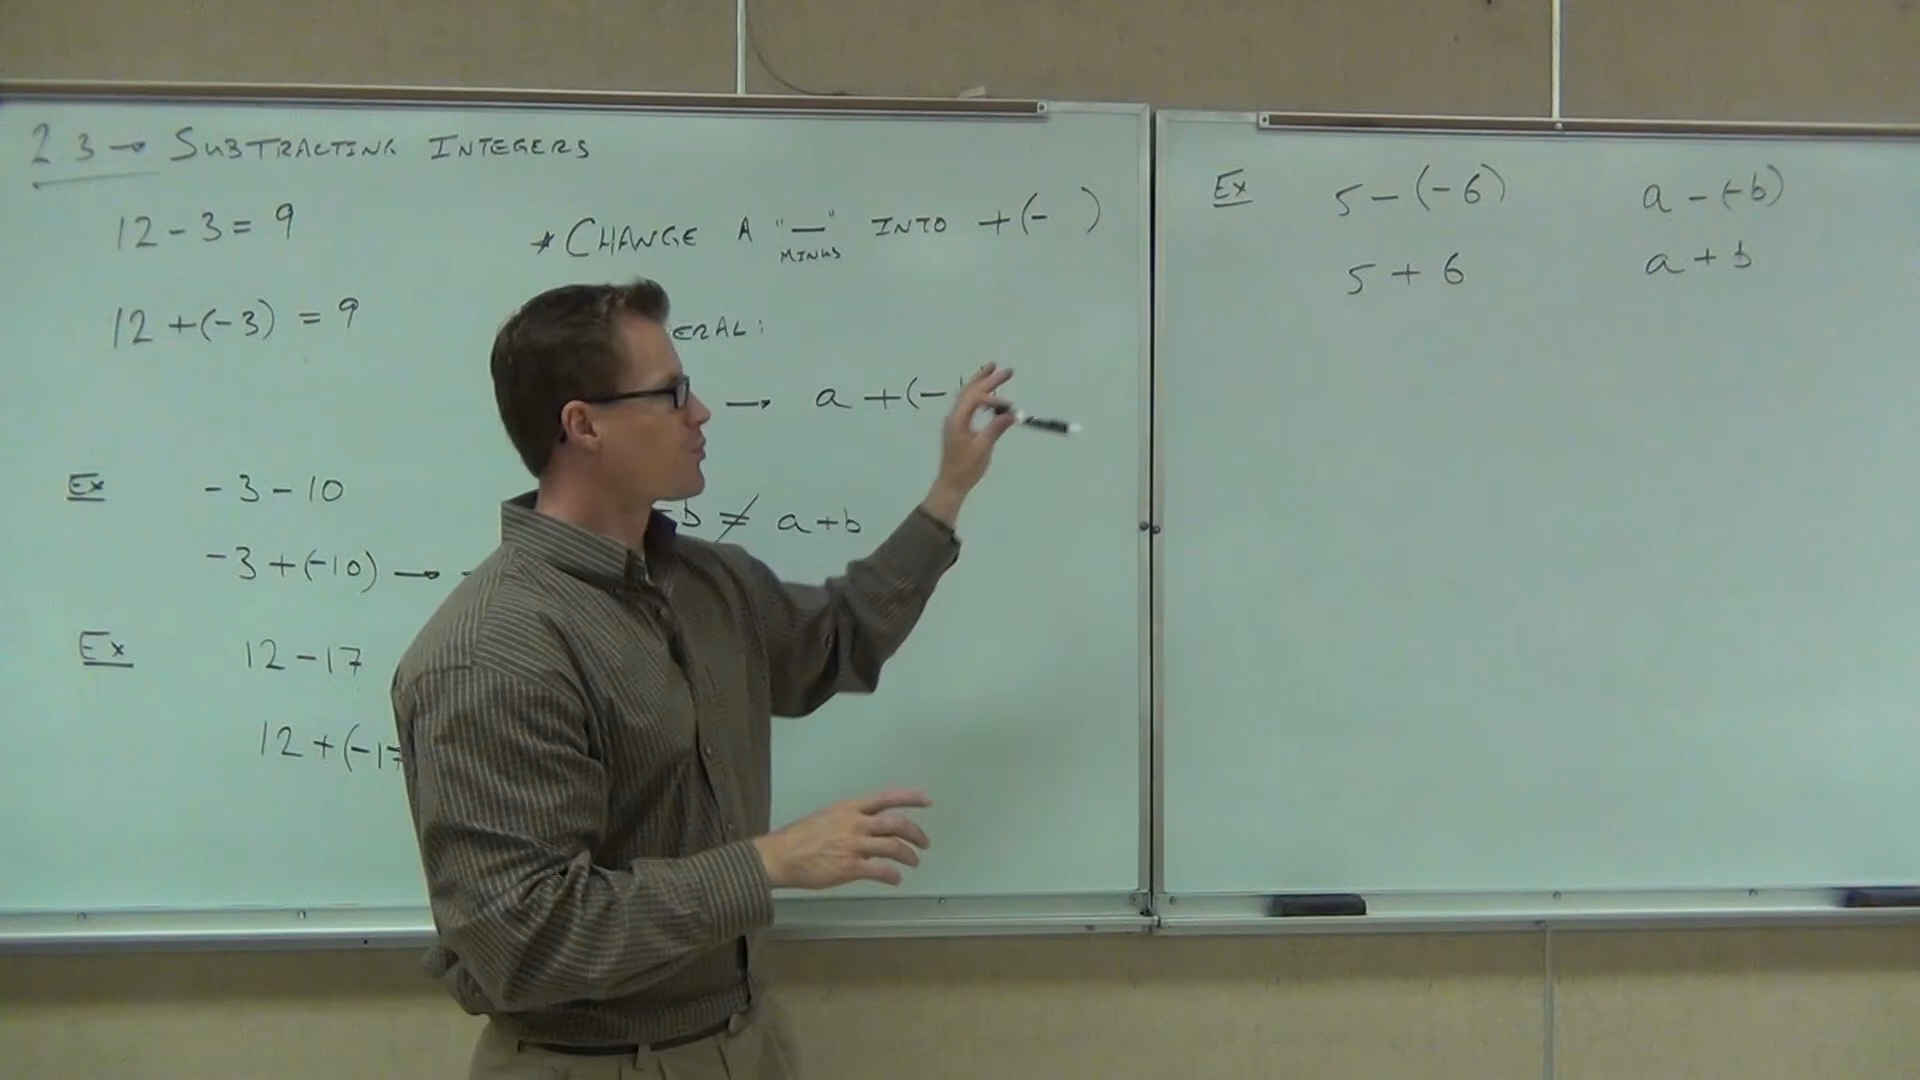 2.3 → SUBTRACTING INTEGERS
12 - 3 = 9
12 + (-3) = 9
Ex -3 - 10
-3 + (-10) →
Ex 12 - 17
12 + (-17
* CHANGE A "—" INTO + (- )
MINUS
ERAL:
→ a + (-
-b ≠ a + b
Ex 5 - (-6) a - (-b)
5 + 6 a + b